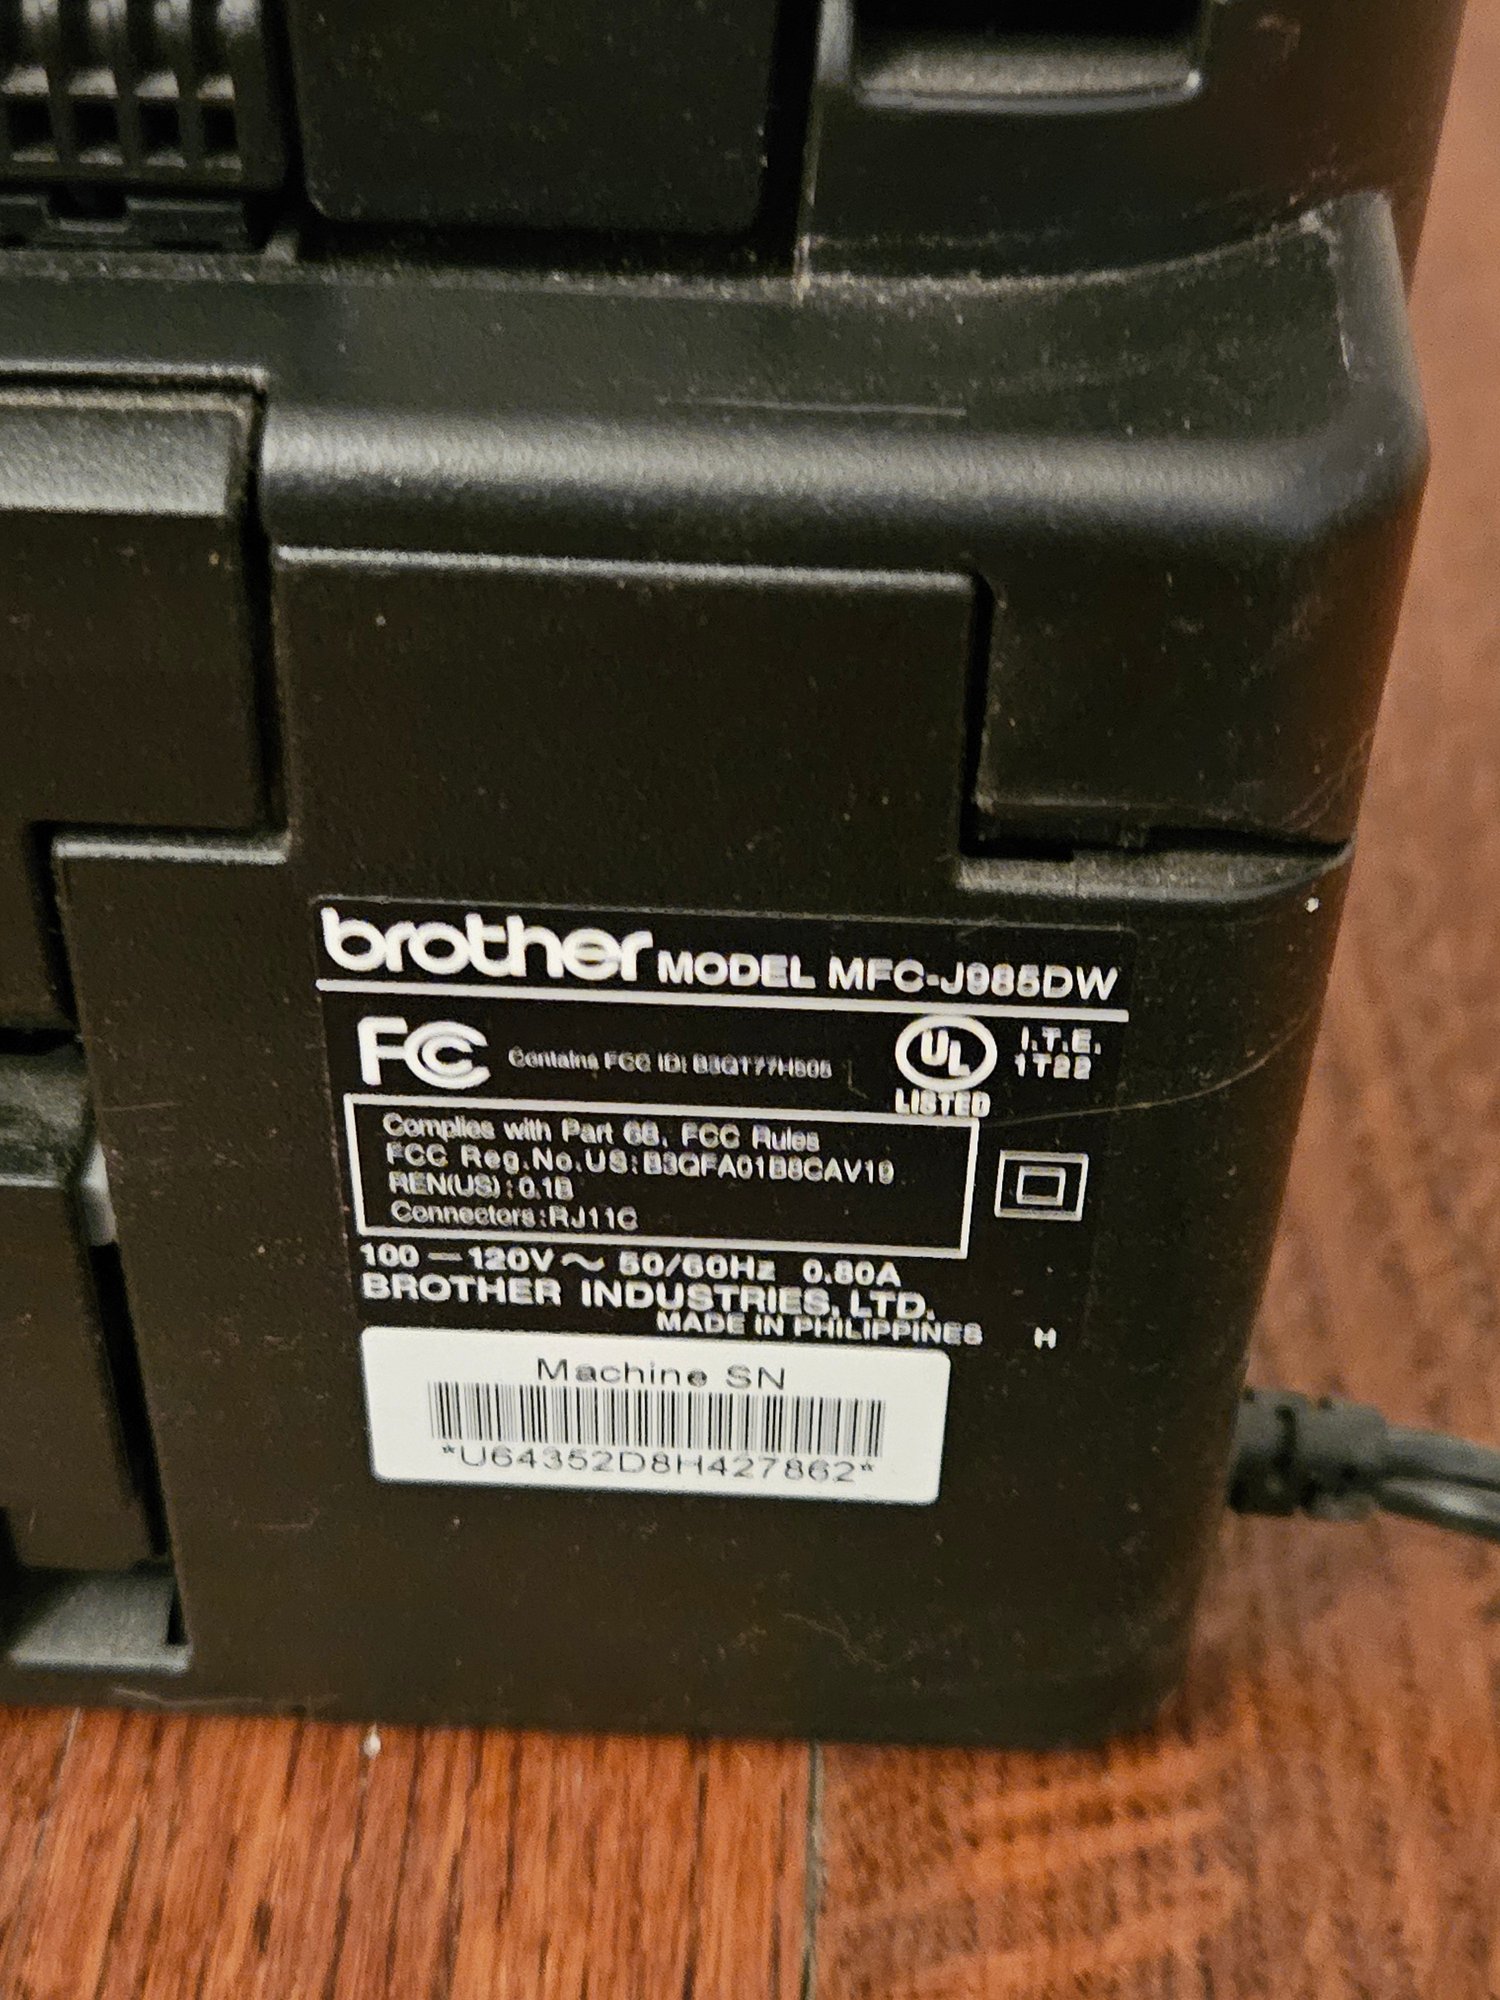 brother MODEL MFC-J985DW
FC Contains FCC ID:
UL LISTED
I.T.E.
1T22
Complies with Part 68, FCC Rules
FCC Reg.No.US:B3QFA01B8CAV19
REN(US):0.1B
Connectors:RJ11C
100-120V~ 50/60Hz 0.80A
BROTHER INDUSTRIES, LTD.
MADE IN PHILIPPINES H
Machine SN
*U64352D8H427862*